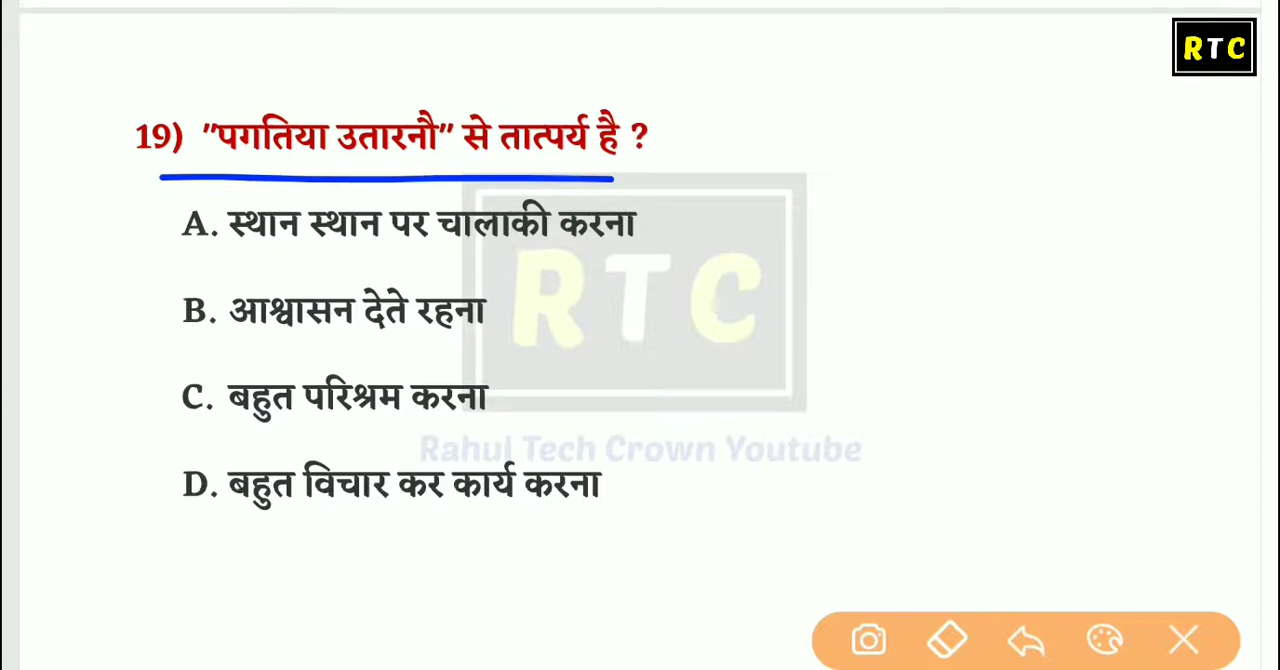 RTC
19) "पगतिया उतारनौ" से तात्पर्य है ?
A. स्थान स्थान पर चालाकी करना
B. आश्वासन देते रहना
RTC
C. बहुत परिश्रम करना
Rahul Tech Crown Youtube
D. बहुत विचार कर कार्य करना